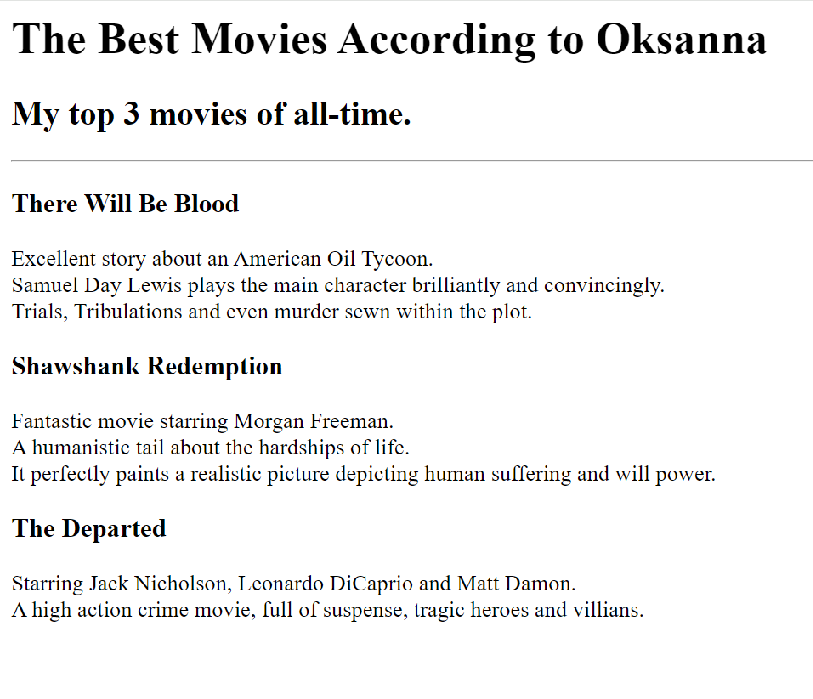 The Best Movies According to Oksanna
My top 3 movies of all-time.
There Will Be Blood
Excellent story about an American Oil Tycoon.
Samuel Day Lewis plays the main character brilliantly and convincingly.
Trials, Tribulations and even murder sewn within the plot.
Shawshank Redemption
Fantastic movie starring Morgan Freeman.
A humanistic tail about the hardships of life.
It perfectly paints a realistic picture depicting human suffering and will power.
The Departed
Starring Jack Nicholson, Leonardo DiCaprio and Matt Damon.
A high action crime movie, full of suspense, tragic heroes and villians.